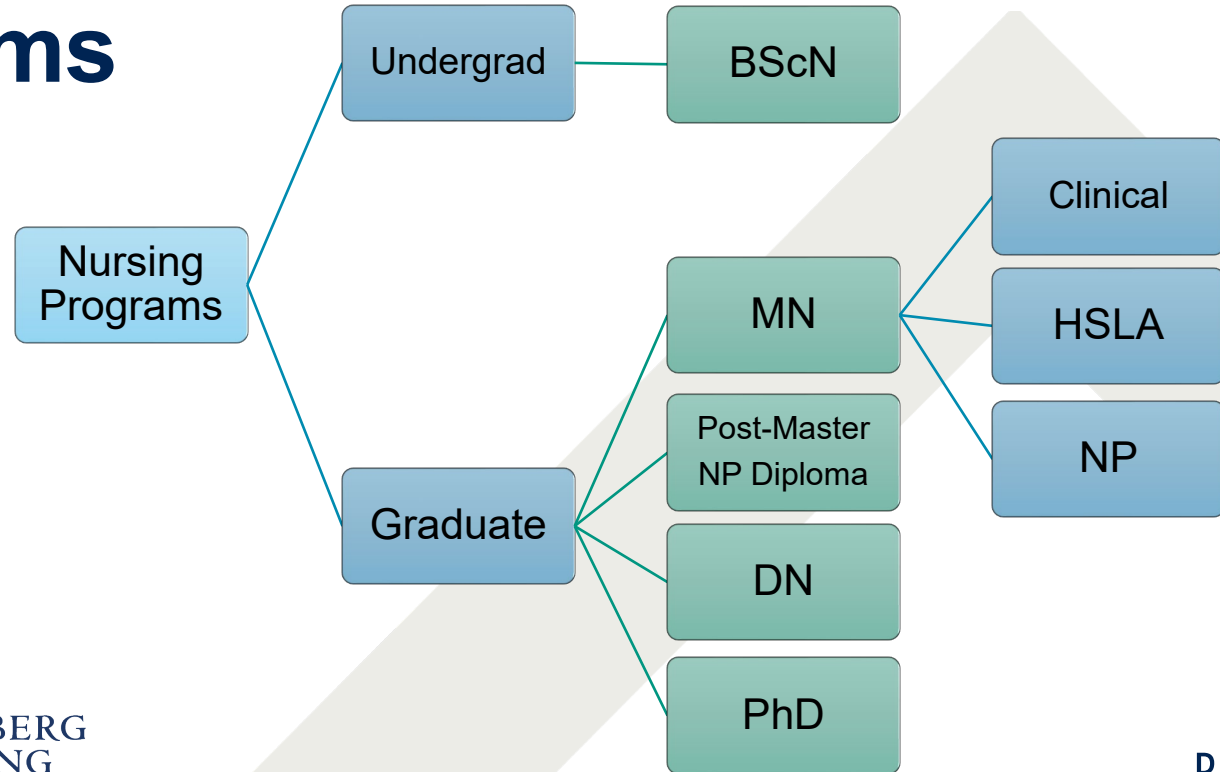 ms
Undergrad
BScN
Nursing
Programs
Clinical
MN
HSLA
Post-Master
NP Diploma
NP
Graduate
DN
PhD
BERG
NG
D